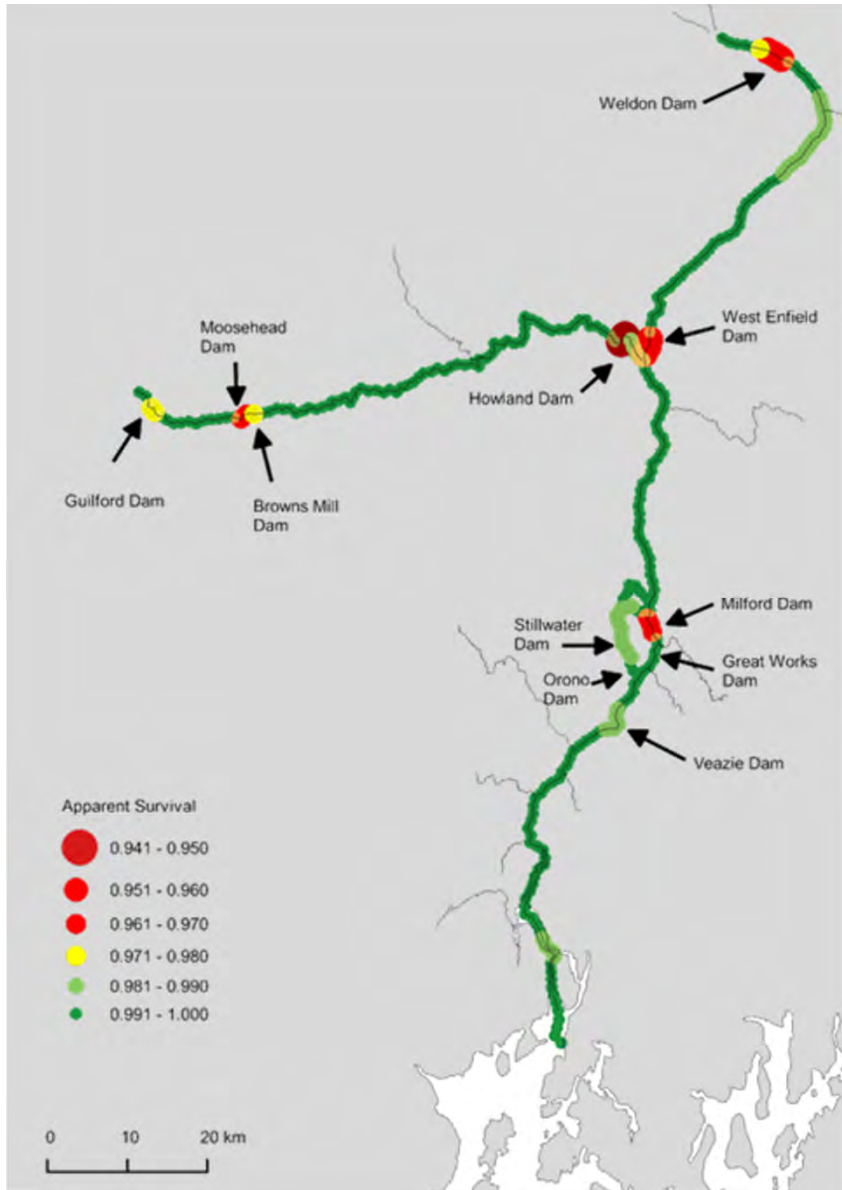 Weldon Dam
Moosehead
Dam
West Enfield
Dam
Howland Dam
Guilford Dam
Browns Mill
Dam
Milford Dam
Stillwater
Dam
Great Works
Dam
Orono
Dam
Veazie Dam
Apparent Survival
0.941 - 0.950
0.951 - 0.960
0.961 - 0.970
0.971 - 0.980
0.981 - 0.990
0.991 - 1.000
0 10 20 km